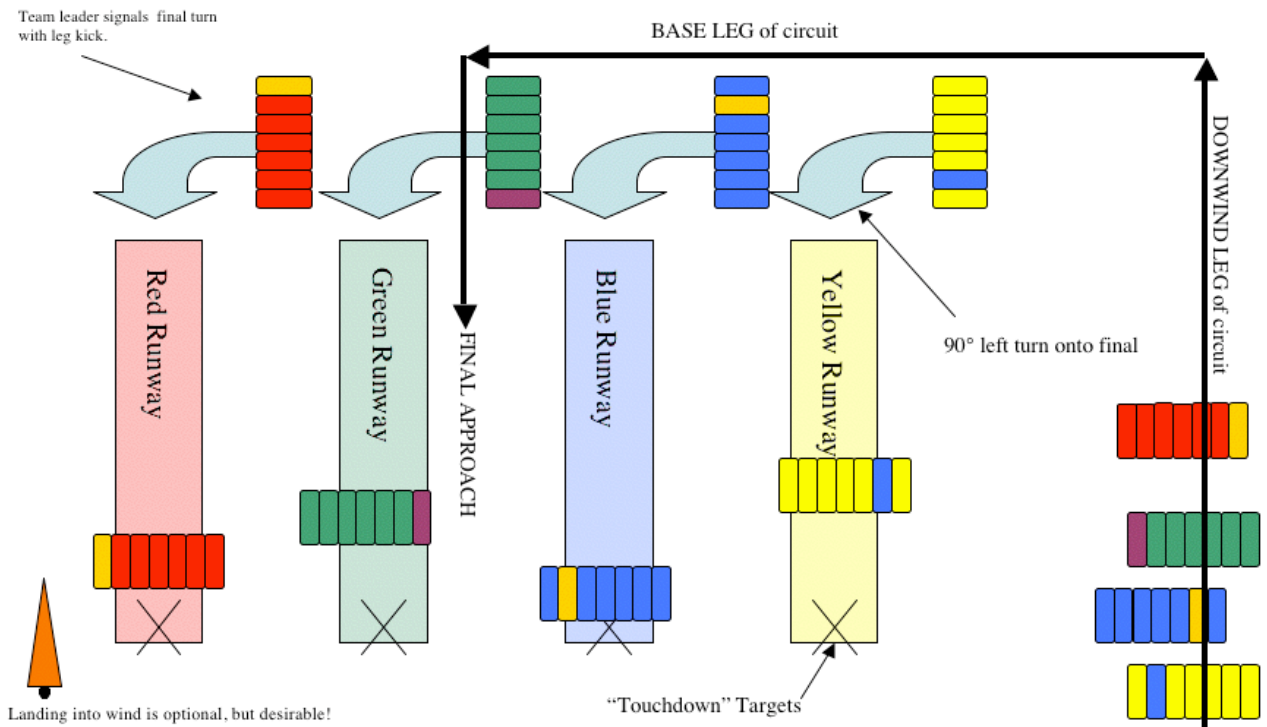 Team leader signals final turn
with leg kick.
BASE LEG of circuit
DOWNWIND LEG of circuit
Red Runway
Green Runway
FINAL APPROACH
Blue Runway
Yellow Runway
90° left turn onto final
“Touchdown” Targets
Landing into wind is optional, but desirable!